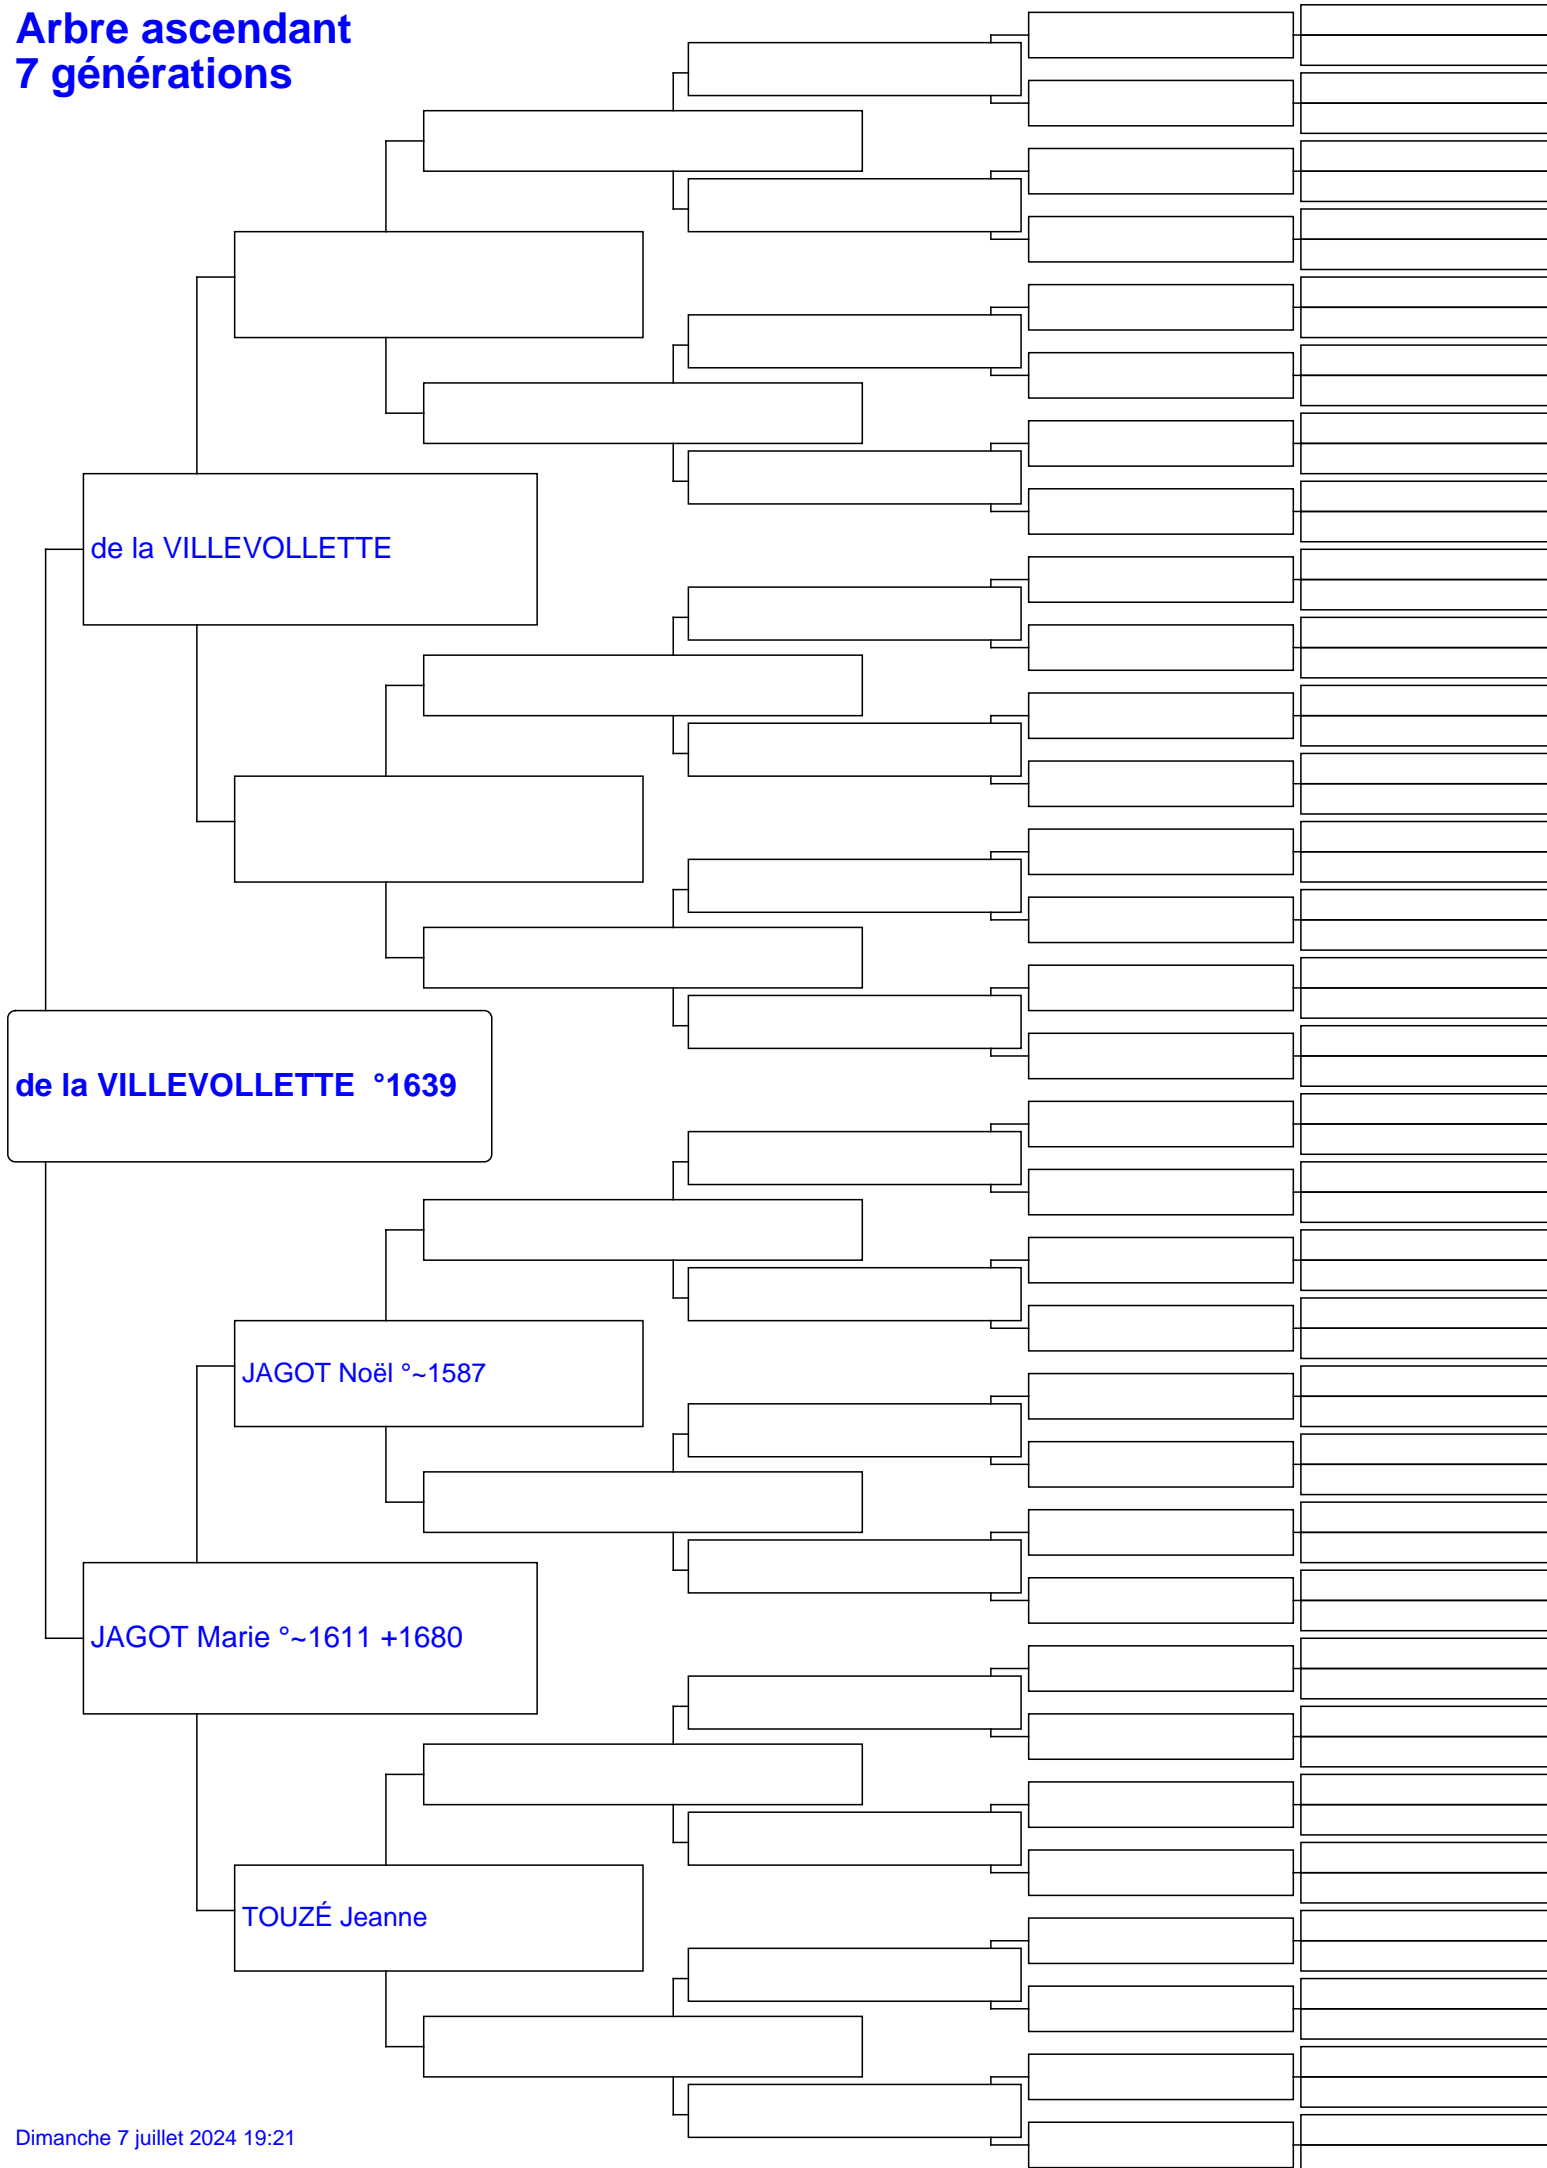 Arbre ascendant
7 générations
de la VILLEVOLLETTE
de la VILLEVOLLETTE °1639
JAGOT Noël °~1587
JAGOT Marie °~1611 +1680
TOUZÉ Jeanne
Dimanche 7 juillet 2024 19:21